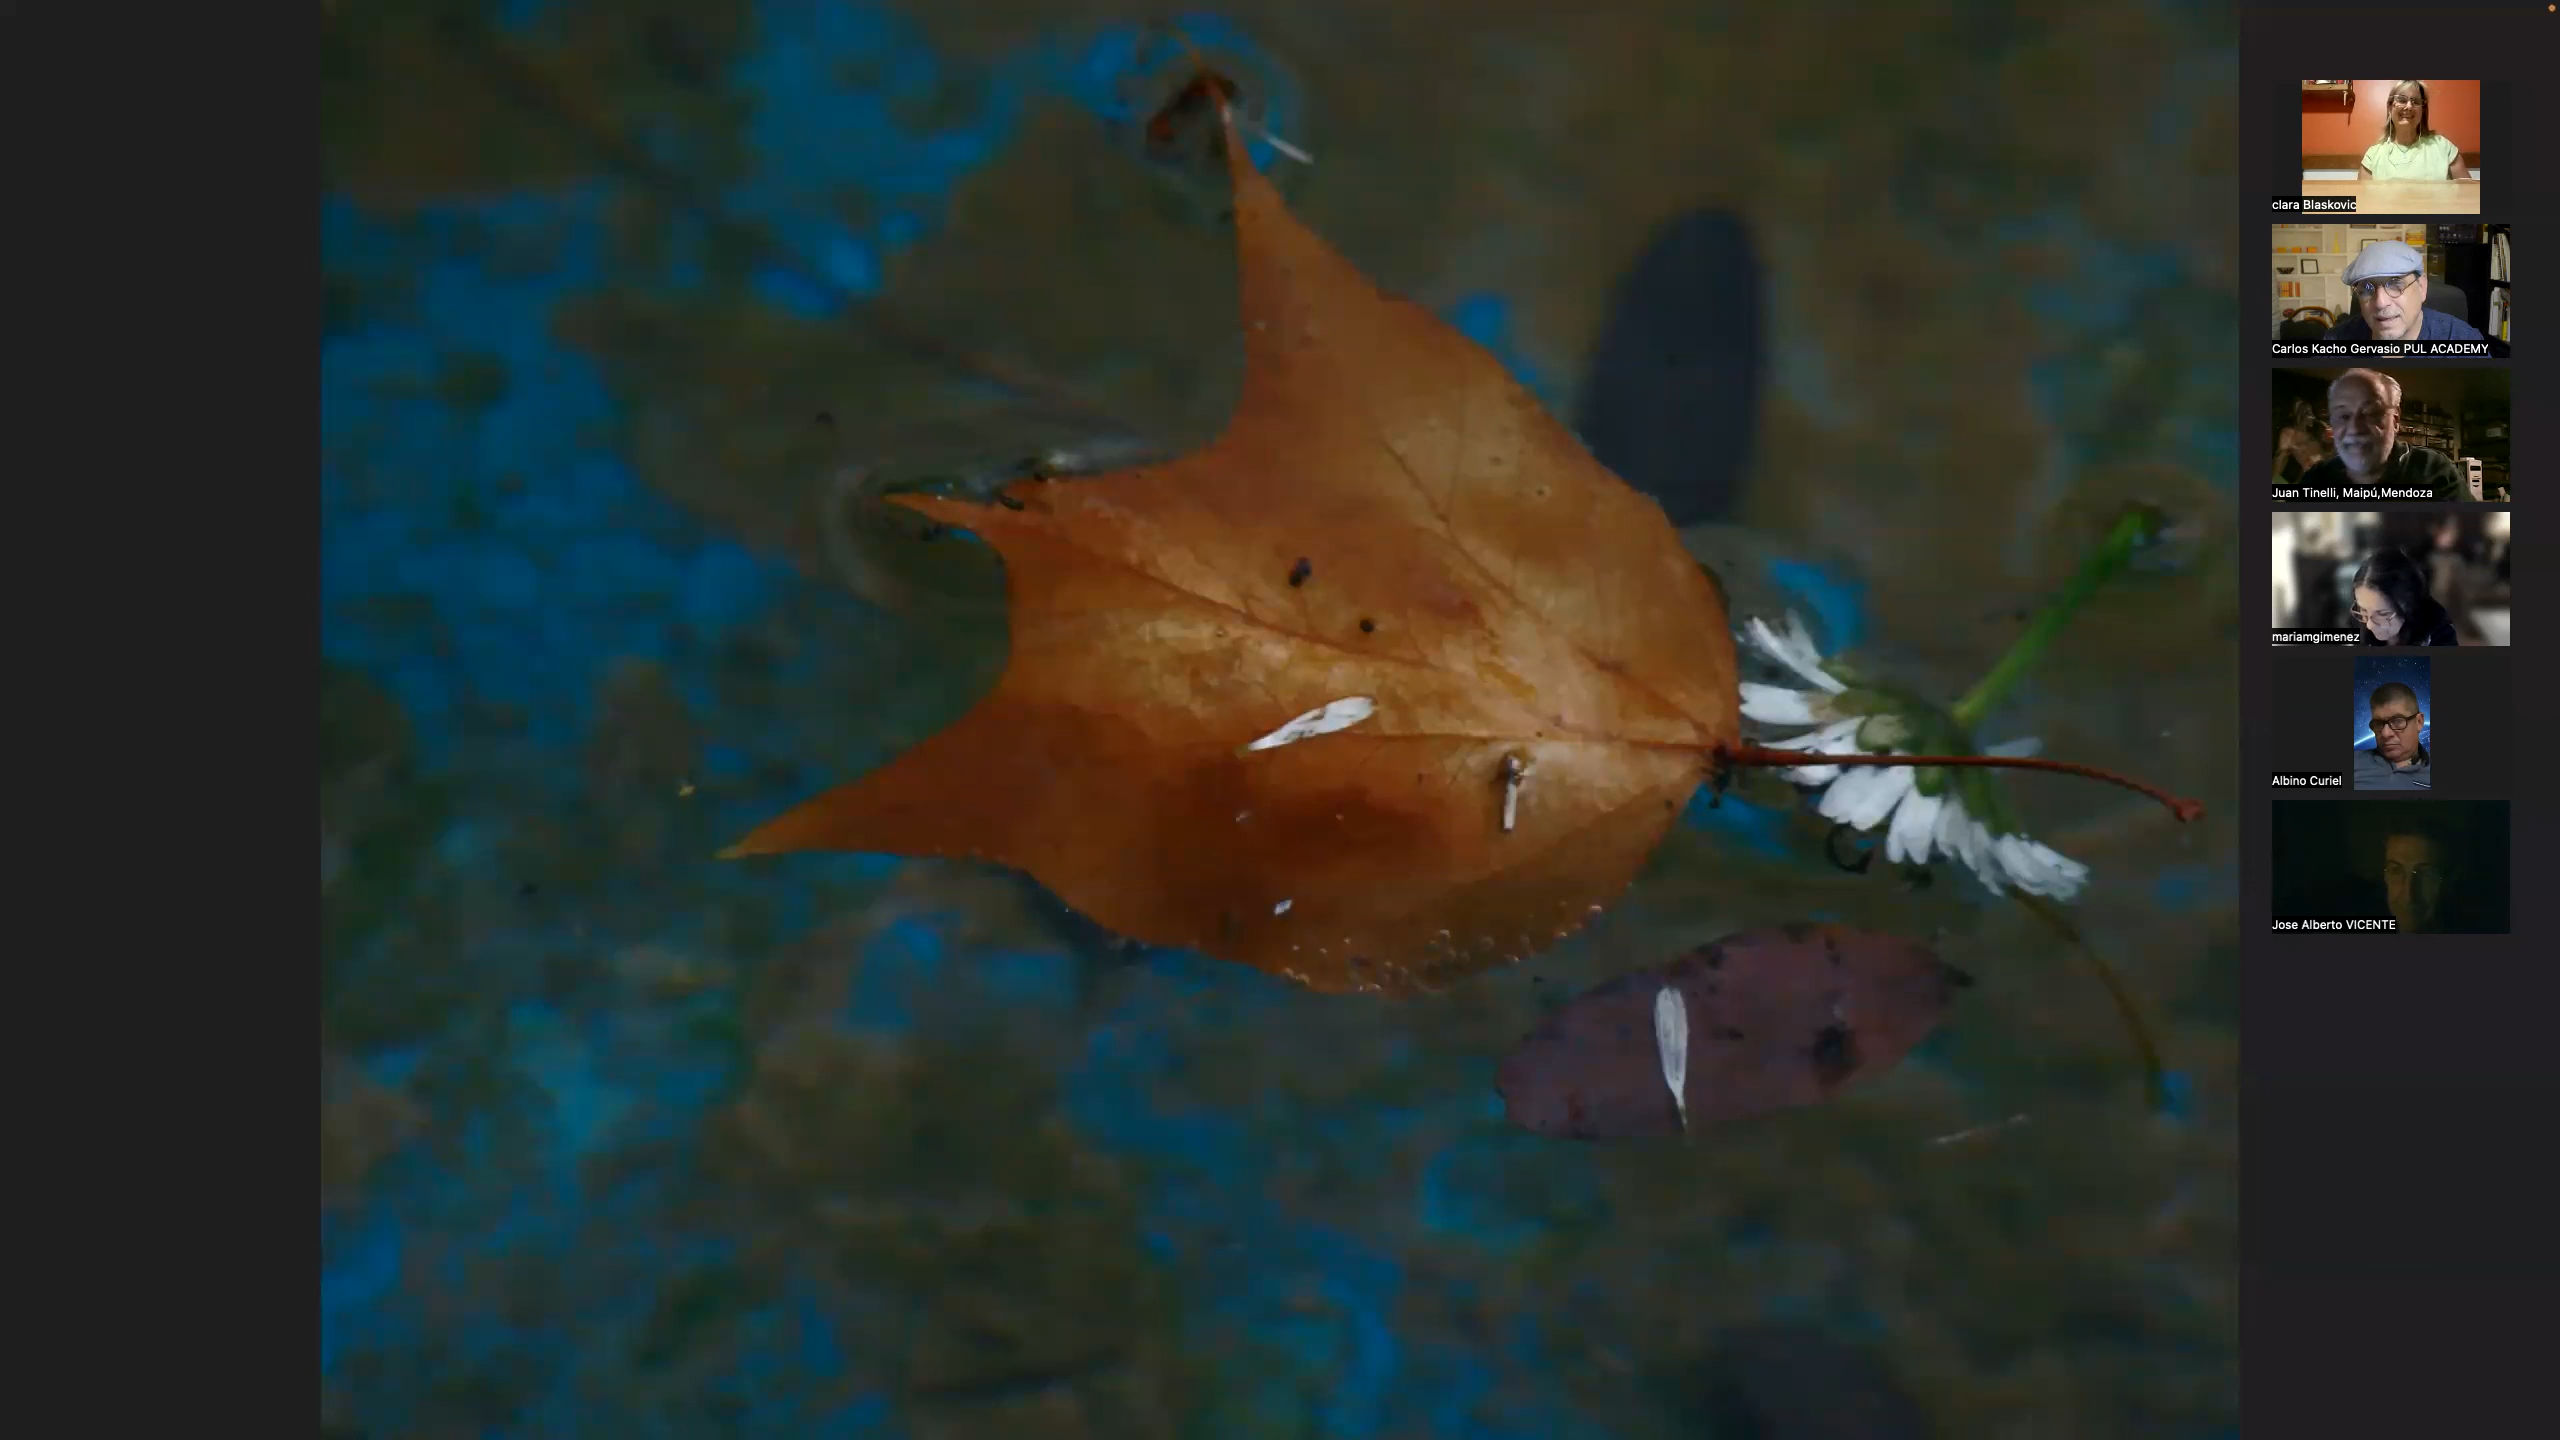 clara Blaskovic
Carlos Kacho Gervasio PUL ACADEMY
Juan Tinelli, Maipú,Mendoza
mariamgimenez
Albino Curiel
Jose Alberto VICENTE